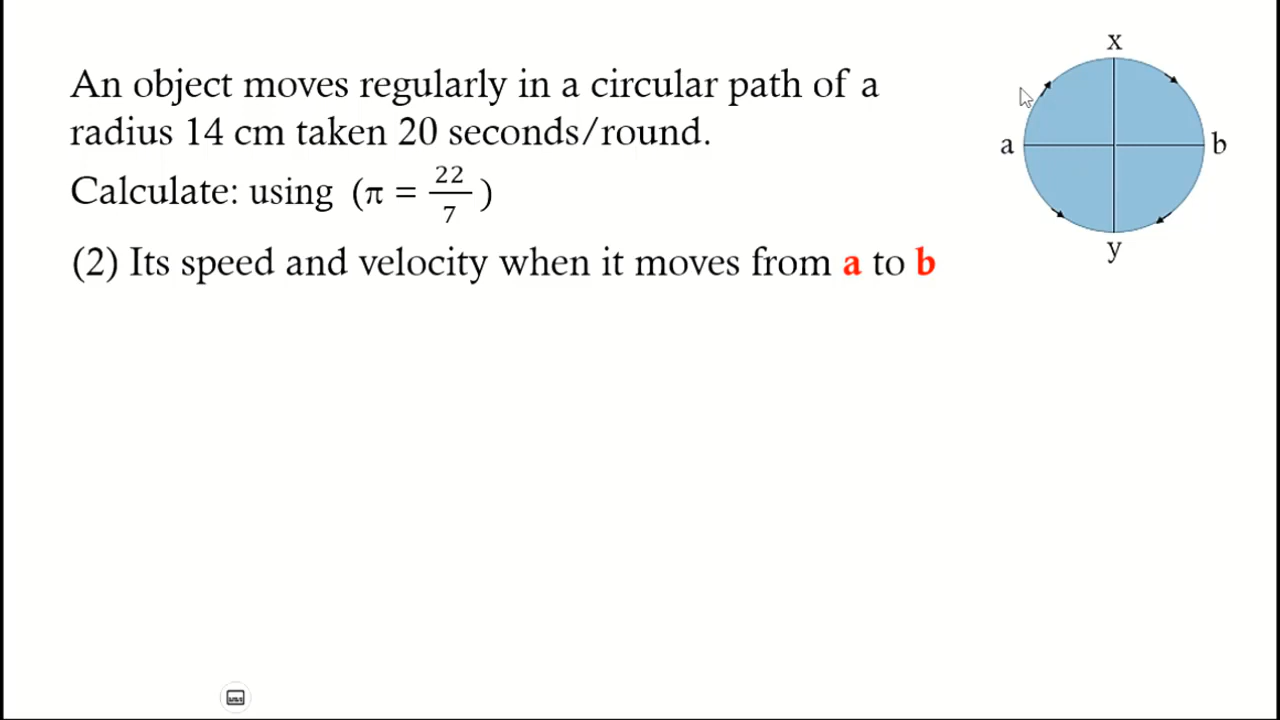 An object moves regularly in a circular path of a
radius 14 cm taken 20 seconds/round.
Calculate: using (π = 22/7)
(2) Its speed and velocity when it moves from a to b
x
a
b
y